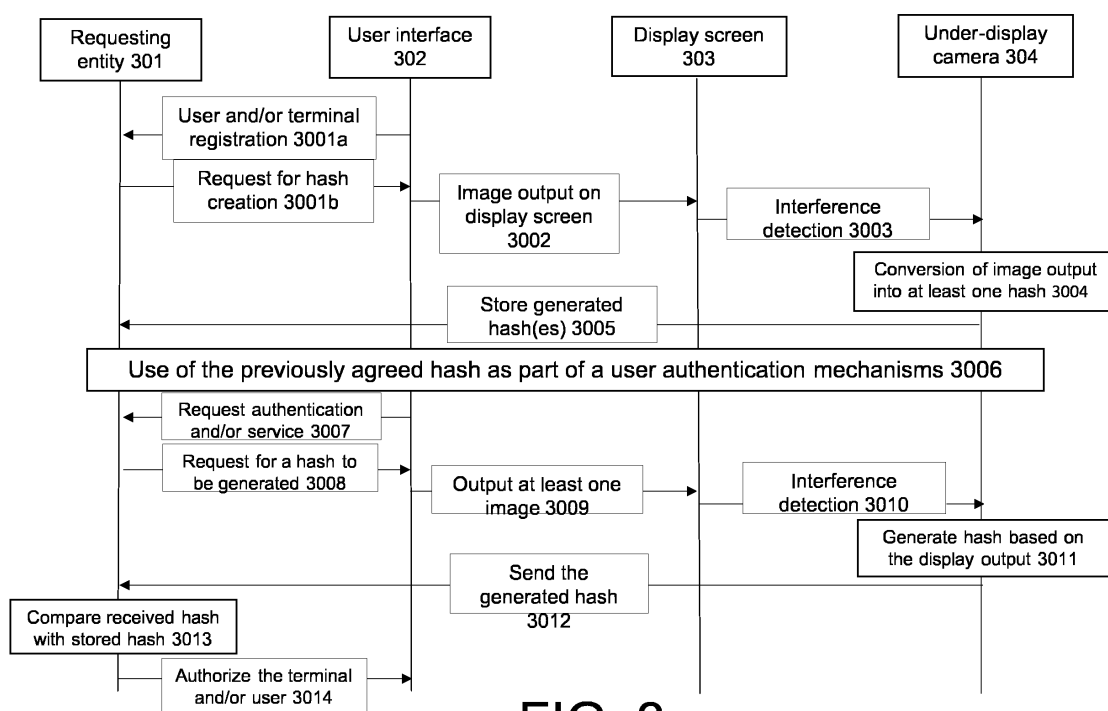 Requesting
entity 301
User interface
302
Display screen
303
Under-display
camera 304
User and/or terminal
registration 3001a
Request for hash
creation 3001b
Image output on
display screen
3002
Interference
detection 3003
Conversion of image output
into at least one hash 3004
Store generated
hash(es) 3005
Use of the previously agreed hash as part of a user authentication mechanisms 3006
Request authentication
and/or service 3007
Request for a hash to
be generated 3008
Output at least one
image 3009
Interference
detection 3010
Generate hash based on
the display output 3011
Send the
generated hash
3012
Compare received hash
with stored hash 3013
Authorize the terminal
and/or user 3014